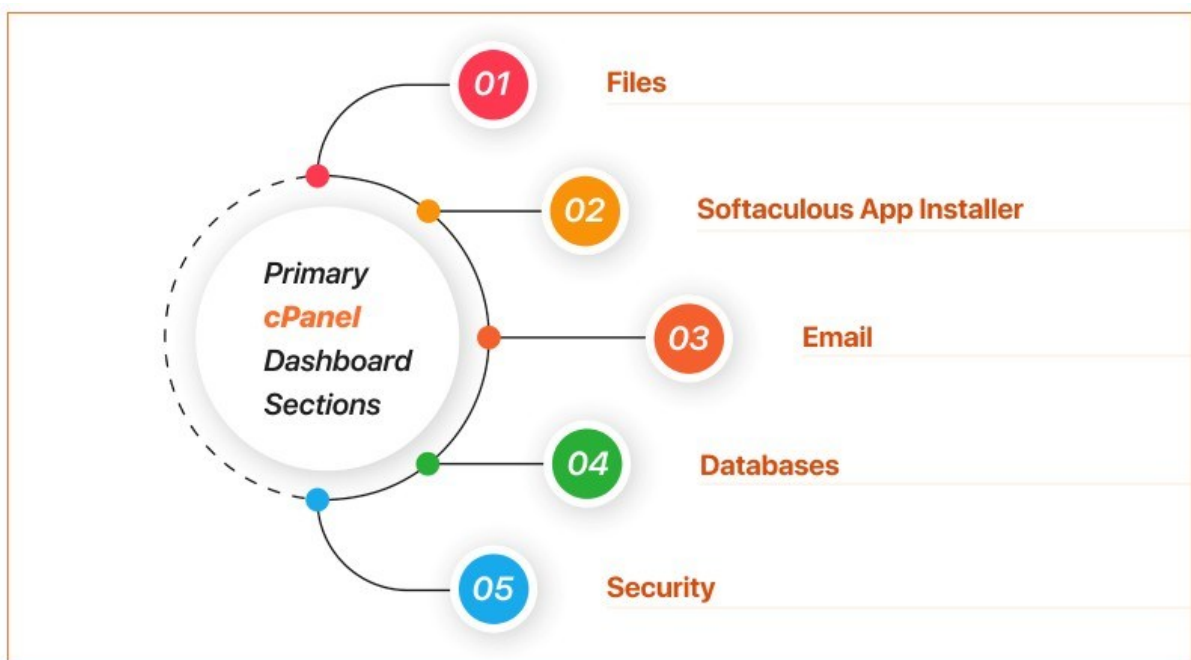 Primary
cPanel
Dashboard
Sections
01
Files
02
Softaculous App Installer
03
Email
04
Databases
05
Security